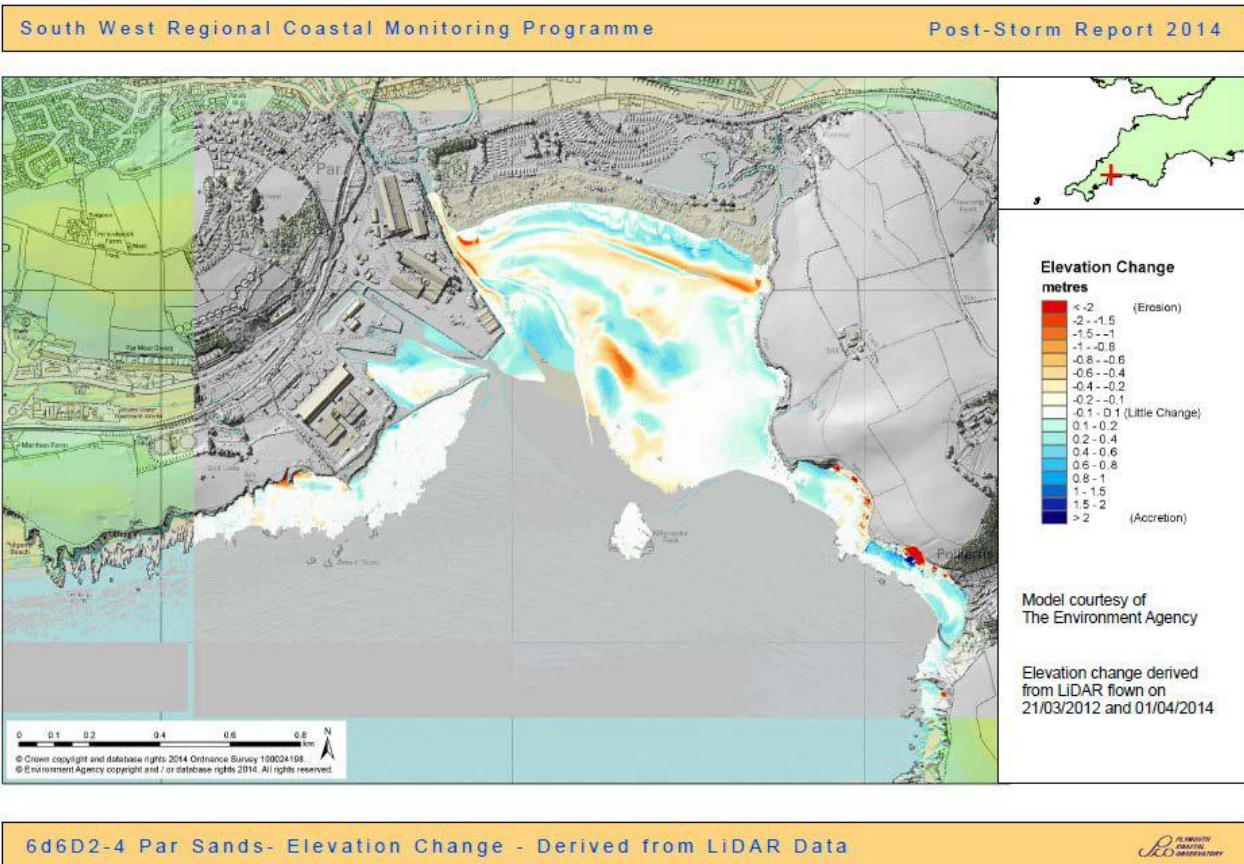 South West Regional Coastal Monitoring Programme
Post-Storm Report 2014
Par
Trill
Polkerris
Elevation Change
metres
< -2 (Erosion)
-2 - -1.5
-1.5 - -1
-1 - -0.8
-0.8 - -0.6
-0.6 - -0.4
-0.4 - -0.2
-0.2 - -0.1
-0.1 - 0.1 (Little Change)
0.1 - 0.2
0.2 - 0.4
0.4 - 0.6
0.6 - 0.8
0.8 - 1
1 - 1.5
1.5 - 2
> 2 (Accretion)
Model courtesy of
The Environment Agency
Elevation change derived
from LiDAR flown on
21/03/2012 and 01/04/2014
0 0.1 0.2 0.4 0.6 0.8
km
N
© Crown copyright and database rights 2014 Ordnance Survey 100024198.
© Environment Agency copyright and / or database rights 2014. All rights reserved.
6d6D2-4 Par Sands- Elevation Change - Derived from LiDAR Data
PLYMOUTH
COASTAL
OBSERVATORY